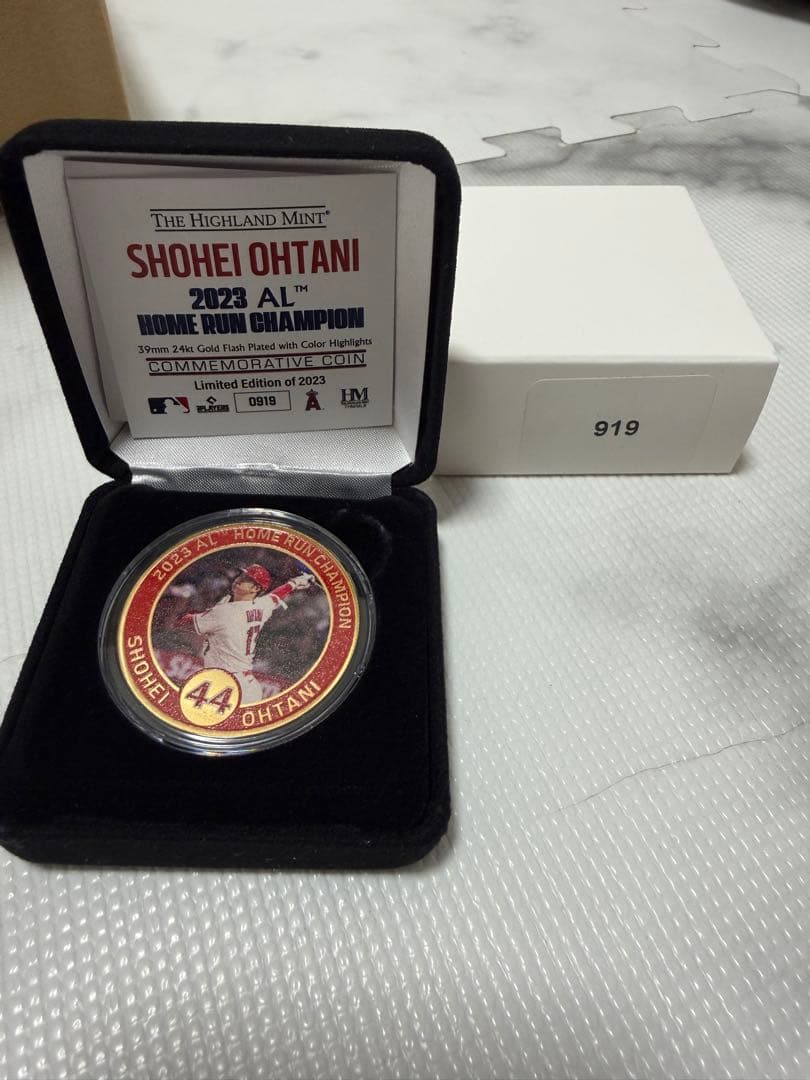 THE HIGHLAND MINT®
SHOHEI OHTANI
2023 AL™
HOME RUN CHAMPION
39mm 24kt Gold Flash Plated with Color Highlights
COMMEMORATIVE COIN
Limited Edition of 2023
0919
HM
919
2023 AL™ HOME RUN CHAMPION
SHOHEI
44
OHTANI